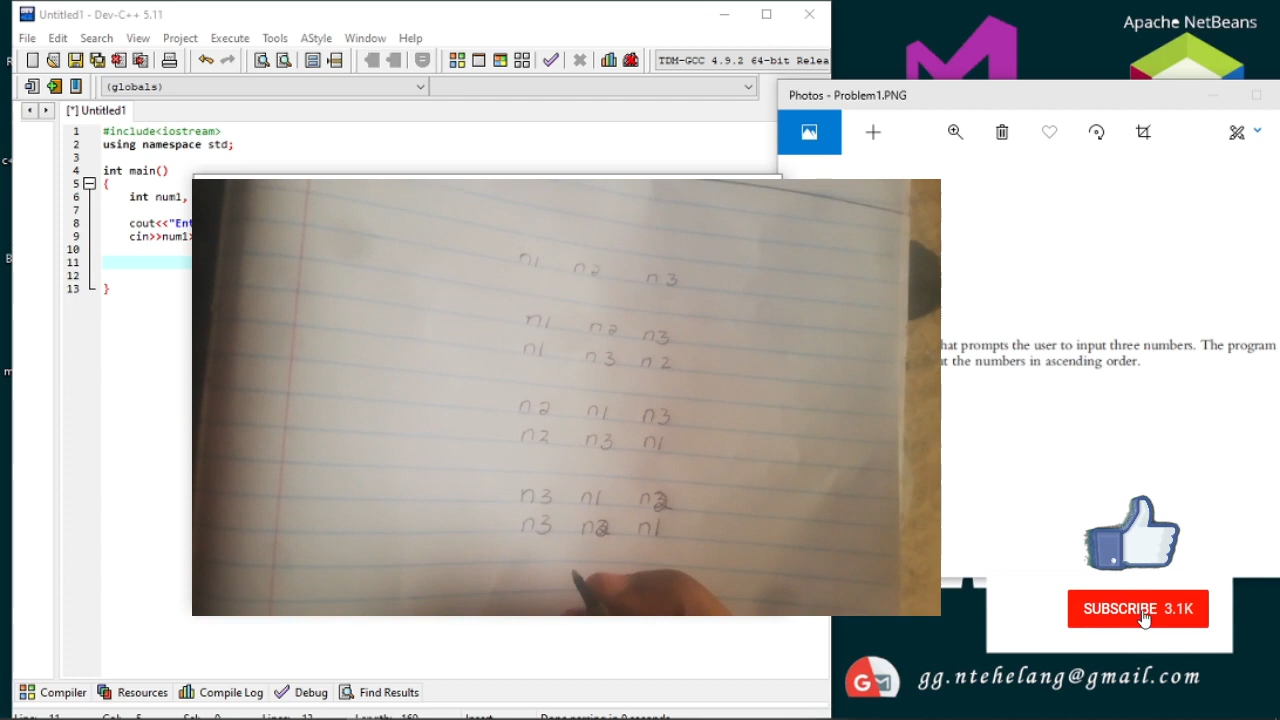 Untitled1 - Dev-C++ 5.11
Apache NetBeans
File Edit Search View Project Execute Tools AStyle Window Help
TDM-GCC 4.9.2 64-bit Relea
(globals)
Photos - Problem1.PNG
[*] Untitled1
1 #include<iostream>
2 using namespace std;
3
4 int main()
5 {
6 int num1,
7
8 cout<<"Ent
9 cin>>num1>
10
11
12
13 }
n1 n2 n3
n1 n2 n3
n1 n3 n2
n2 n1 n3
n2 n3 n1
n3 n1 n2
n3 n2 n1
hat prompts the user to input three numbers. The program
t the numbers in ascending order.
SUBSCRIBE 3.1K
GM gg.ntehelang@gmail.com
Compiler Resources Compile Log Debug Find Results